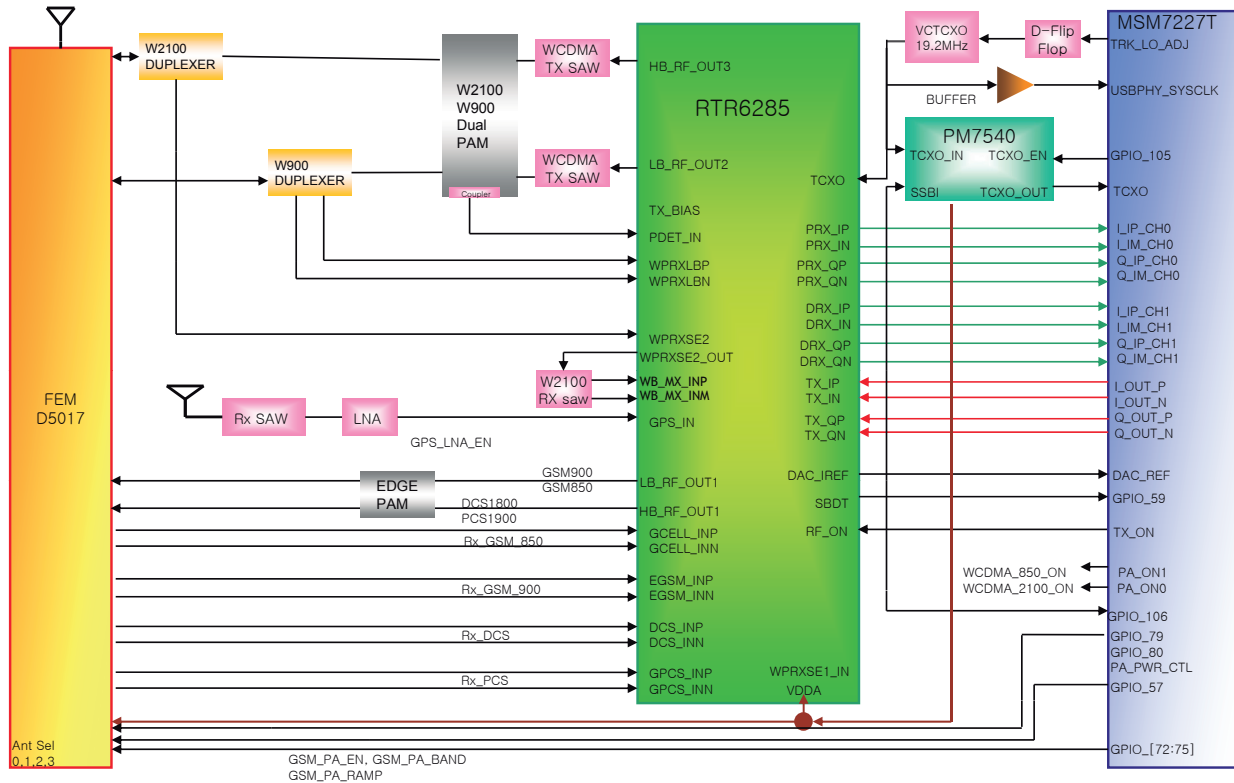 FEM
D5017
Ant Sel
0,1,2,3
W2100
DUPLEXER
W900
DUPLEXER
W2100
W900
Dual
PAM
Coupler
WCDMA
TX SAW
WCDMA
TX SAW
W2100
RX saw
Rx SAW
LNA
GPS_LNA_EN
EDGE
PAM
GSM900
GSM850
DCS1800
PCS1900
Rx_GSM_850
Rx_GSM_900
Rx_DCS
Rx_PCS
GSM_PA_EN, GSM_PA_BAND
GSM_PA_RAMP
RTR6285
HB_RF_OUT3
LB_RF_OUT2
TX_BIAS
PDET_IN
WPRXLBP
WPRXLBN
WPRXSE2
WPRXSE2_OUT
WB_MX_INP
WB_MX_INM
GPS_IN
LB_RF_OUT1
HB_RF_OUT1
GCELL_INP
GCELL_INN
EGSM_INP
EGSM_INN
DCS_INP
DCS_INN
GPCS_INP
GPCS_INN
TCXO
PRX_IP
PRX_IN
PRX_QP
PRX_QN
DRX_IP
DRX_IN
DRX_QP
DRX_QN
TX_IP
TX_IN
TX_QP
TX_QN
DAC_IREF
SBDT
RF_ON
WPRXSE1_IN
VDDA
VCTCXO
19.2MHz
D-Flip
Flop
BUFFER
PM7540
TCXO_IN
TCXO_EN
SSBI
TCXO_OUT
WCDMA_850_ON
WCDMA_2100_ON
MSM7227T
TRK_LO_ADJ
USBPHY_SYSCLK
GPIO_105
TCXO
I_IP_CH0
I_IM_CH0
Q_IP_CH0
Q_IM_CH0
I_IP_CH1
I_IM_CH1
Q_IP_CH1
Q_IM_CH1
I_OUT_P
I_OUT_N
Q_OUT_P
Q_OUT_N
DAC_REF
GPIO_59
TX_ON
PA_ON1
PA_ON0
GPIO_106
GPIO_79
GPIO_80
PA_PWR_CTL
GPIO_57
GPIO_[72:75]